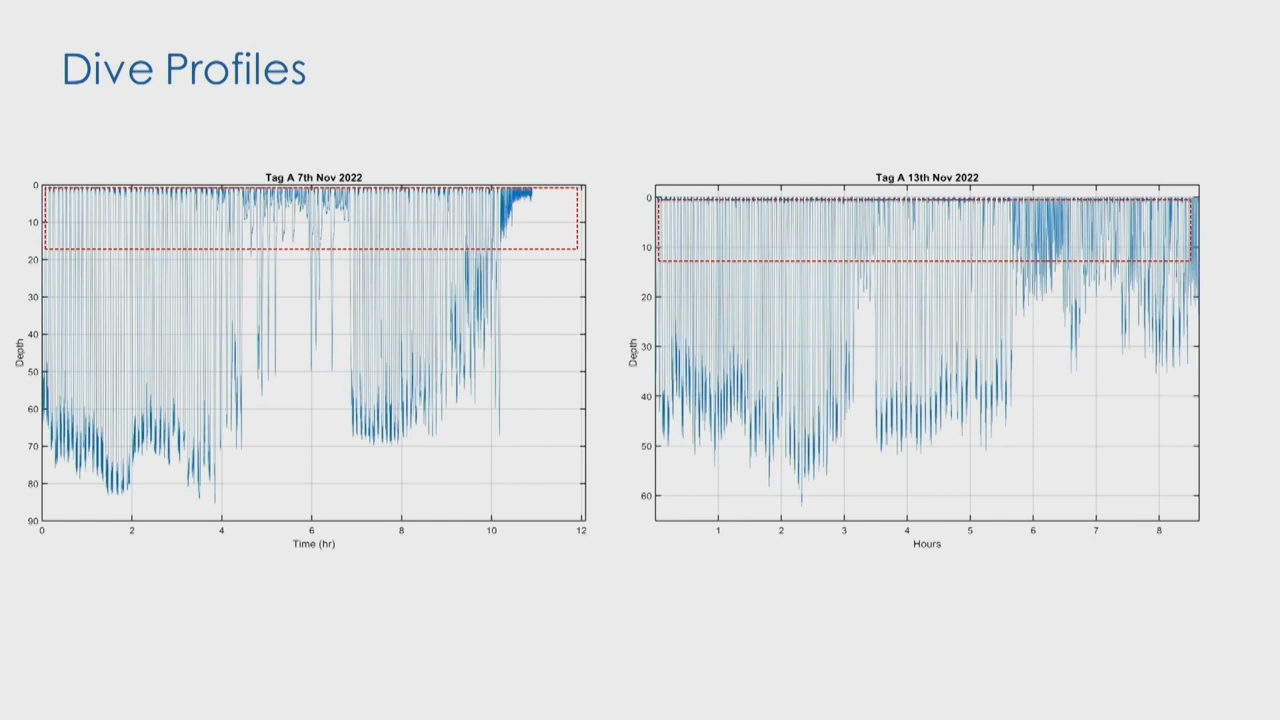 Dive Profiles
Tag A 7th Nov 2022
0
10
20
30
40
50
60
70
80
90
Depth
0 2 4 6 8 10 12
Time (hr)
Tag A 13th Nov 2022
0
10
20
30
40
50
60
Depth
1 2 3 4 5 6 7 8
Hours